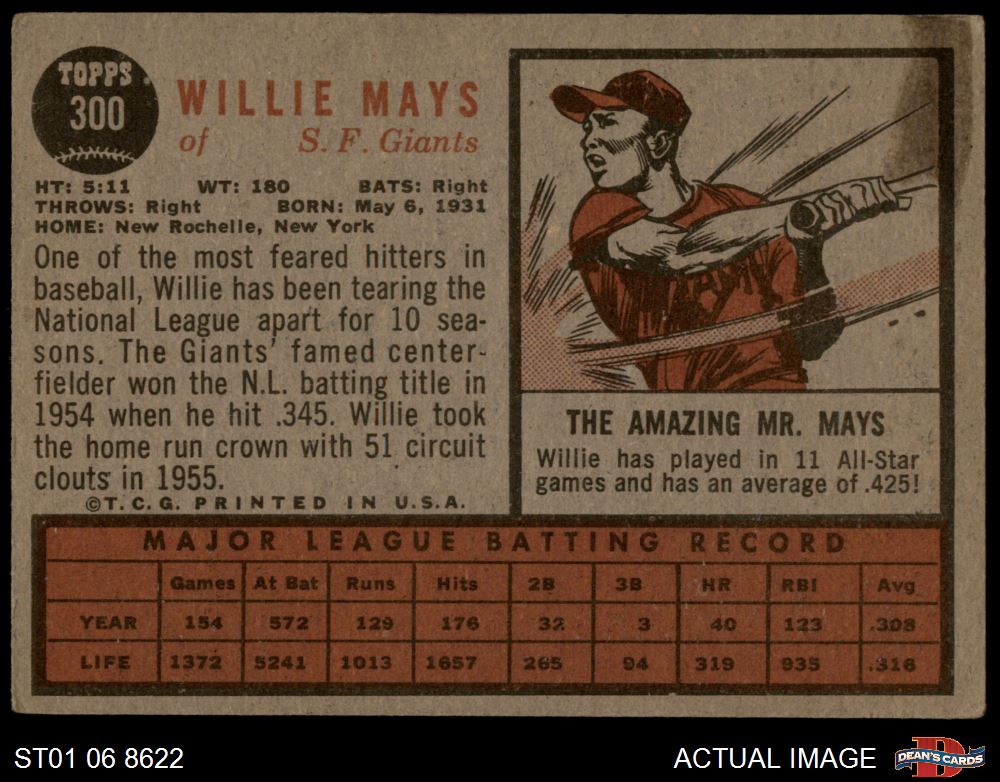 TOPPS
300
WILLIE MAYS
of S. F. Giants
HT: 5:11 WT: 180 BATS: Right
THROWS: Right BORN: May 6, 1931
HOME: New Rochelle, New York
One of the most feared hitters in
baseball, Willie has been tearing the
National League apart for 10 sea-
sons. The Giants' famed center-
fielder won the N.L. batting title in
1954 when he hit .345. Willie took
the home run crown with 51 circuit
clouts in 1955.
©T.C.G. PRINTED IN U.S.A.
THE AMAZING MR. MAYS
Willie has played in 11 All-Star
games and has an average of .425!
MAJOR LEAGUE BATTING RECORD
Games At Bat Runs Hits 2B 3B HR RBI Avg
YEAR 154 572 129 176 32 3 40 123 .308
LIFE 1372 5241 1013 1657 265 94 319 935 .316
ST01 06 8622
ACTUAL IMAGE
D
DEAN'S CARDS